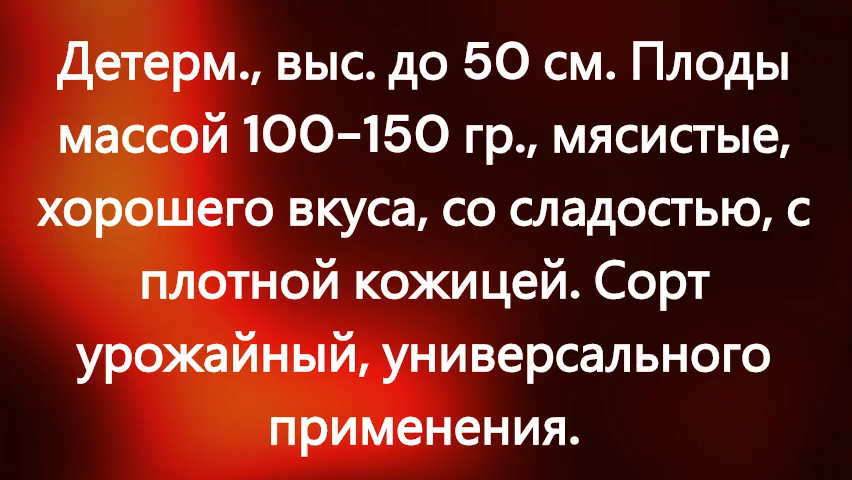 Детерм., выс. до 50 см. Плоды
массой 100-150 гр., мясистые,
хорошего вкуса, со сладостью, с
плотной кожицей. Сорт
урожайный, универсального
применения.